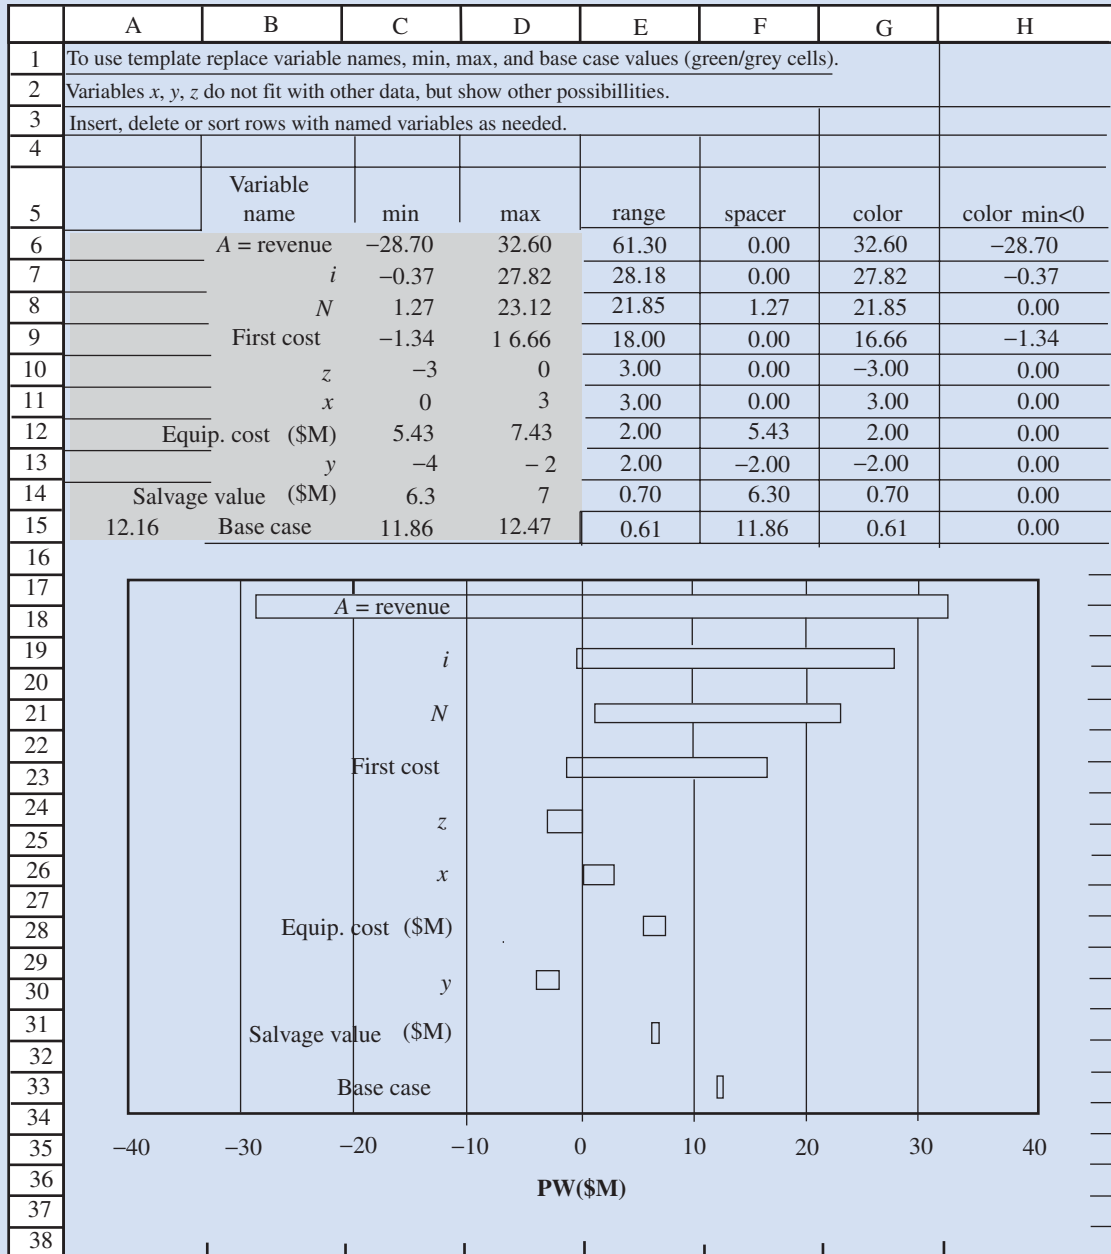 A B C D E F G H
1 To use template replace variable names, min, max, and base case values (green/grey cells).
2 Variables x, y, z do not fit with other data, but show other possibillities.
3 Insert, delete or sort rows with named variables as needed.
4
Variable
5 name min max range spacer color color min<0
6 A = revenue −28.70 32.60 61.30 0.00 32.60 −28.70
7 i −0.37 27.82 28.18 0.00 27.82 −0.37
8 N 1.27 23.12 21.85 1.27 21.85 0.00
9 First cost −1.34 1 6.66 18.00 0.00 16.66 −1.34
10 z −3 0 3.00 0.00 −3.00 0.00
11 x 0 3 3.00 0.00 3.00 0.00
12 Equip. cost ($M) 5.43 7.43 2.00 5.43 2.00 0.00
13 y −4 − 2 2.00 −2.00 −2.00 0.00
14 Salvage value ($M) 6.3 7 0.70 6.30 0.70 0.00
15 12.16 Base case 11.86 12.47 0.61 11.86 0.61 0.00
16
17
18 A = revenue
19 i
20
21 N
22
23 First cost
24 z
25
26 x
27
28 Equip. cost ($M)
29
30 y
31 Salvage value ($M)
32
33 Base case
34
35 −40 −30 −20 −10 0 10 20 30 40
36 PW($M)
37
38